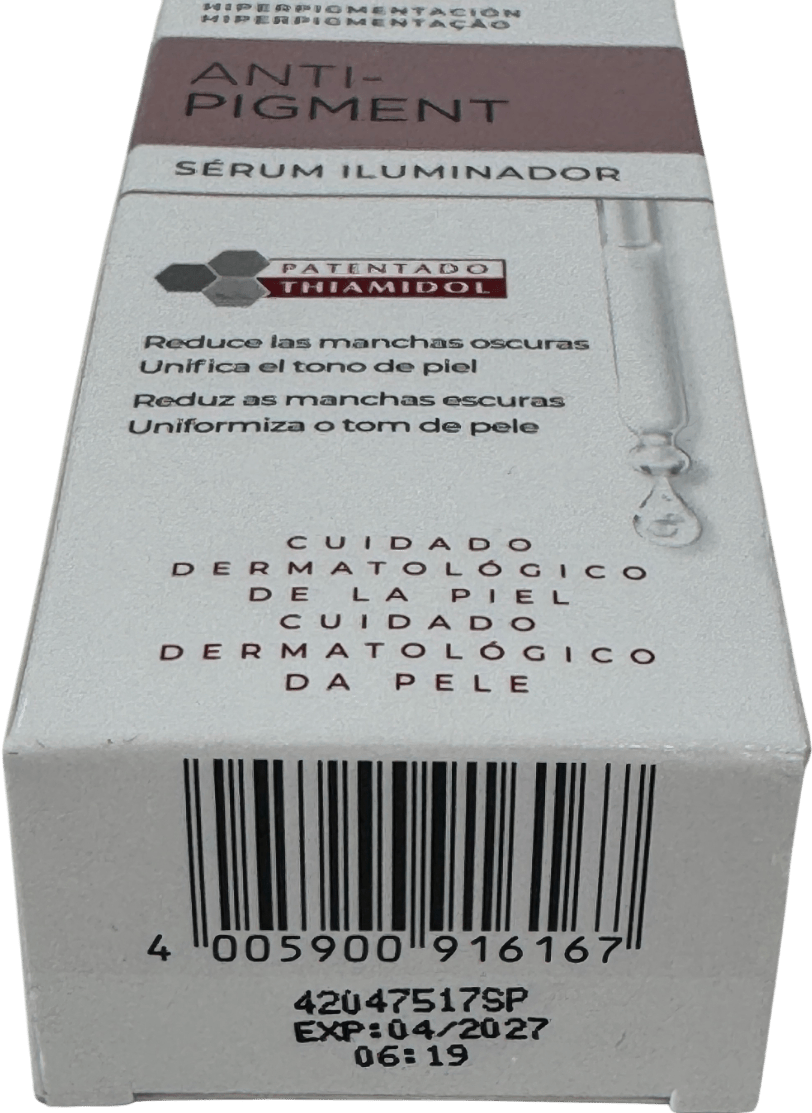 HIPERPIGMENTACIÓN
HIPERPIGMENTAÇÃO
ANTI-
PIGMENT
SÉRUM ILUMINADOR
PATENTADO
THIAMIDOL
Reduce las manchas oscuras
Unifica el tono de piel
Reduz as manchas escuras
Uniformiza o tom de pele
CUIDADO
DERMATOLÓGICO
DE LA PIEL
CUIDADO
DERMATOLÓGICO
DA PELE
4 005900 916167
42047517SP
EXP:04/2027
06:19